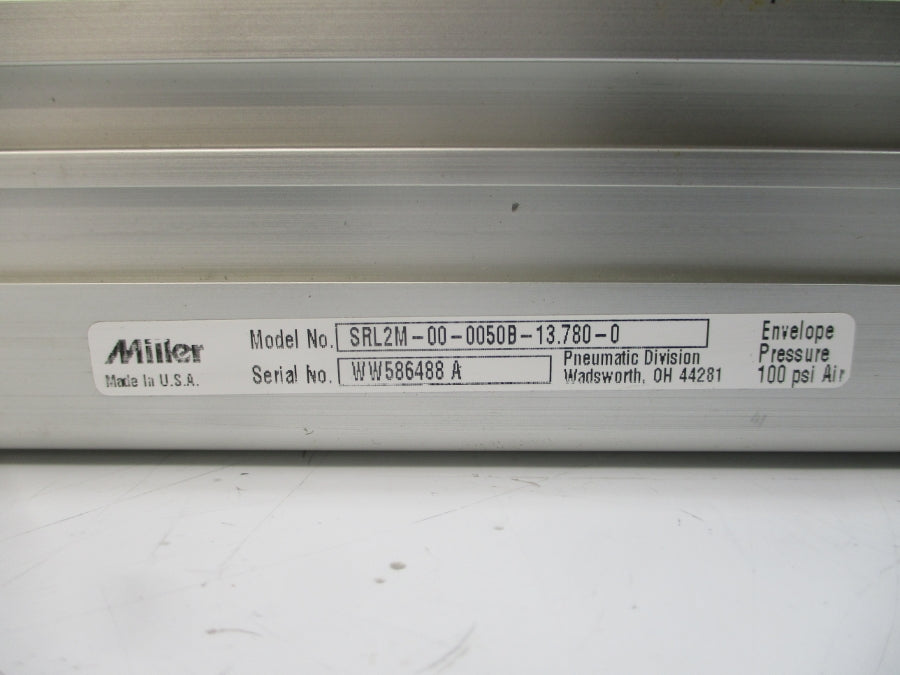 Miller
Made In U.S.A.
Model No. SRL2M-00-0050B-13.780-0
Serial No. WW586488 A
Pneumatic Division
Wadsworth, OH 44281
Envelope
Pressure
100 psi Air